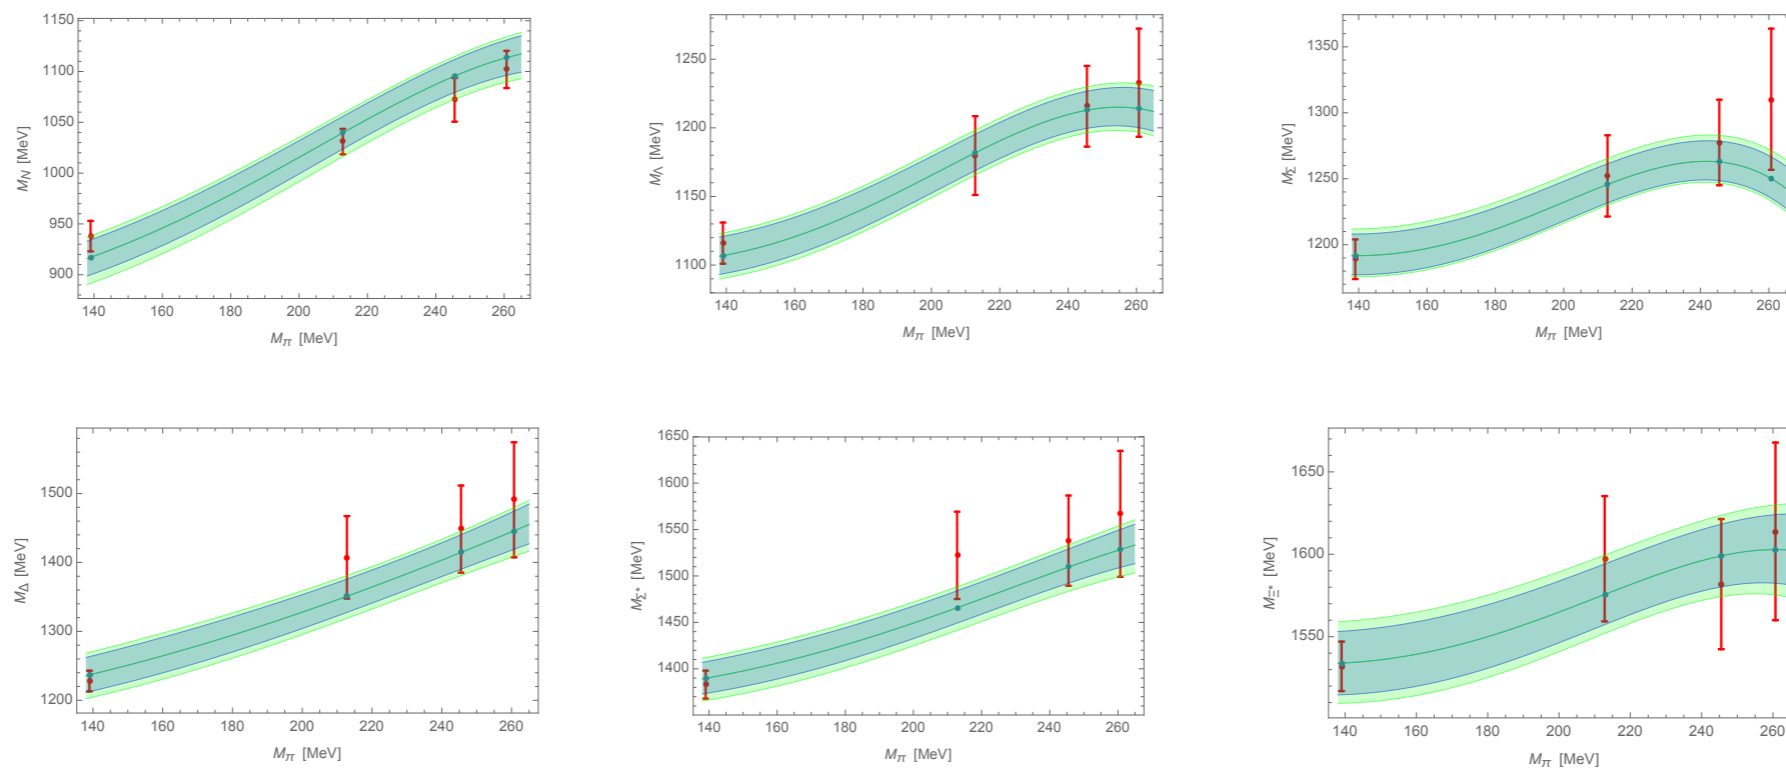 1150
1100
1050
1000
950
900
M_N [MeV]
140 160 180 200 220 240 260
M_π [MeV]
1250
1200
1150
1100
M_Λ [MeV]
140 160 180 200 220 240 260
M_π [MeV]
1350
1300
1250
1200
M_Σ [MeV]
140 160 180 200 220 240 260
M_π [MeV]
1500
1400
1300
1200
M_Δ [MeV]
140 160 180 200 220 240 260
M_π [MeV]
1650
1600
1550
1500
1450
1400
M_Σ* [MeV]
140 160 180 200 220 240 260
M_π [MeV]
1650
1600
1550
M_Ξ* [MeV]
140 160 180 200 220 240 260
M_π [MeV]